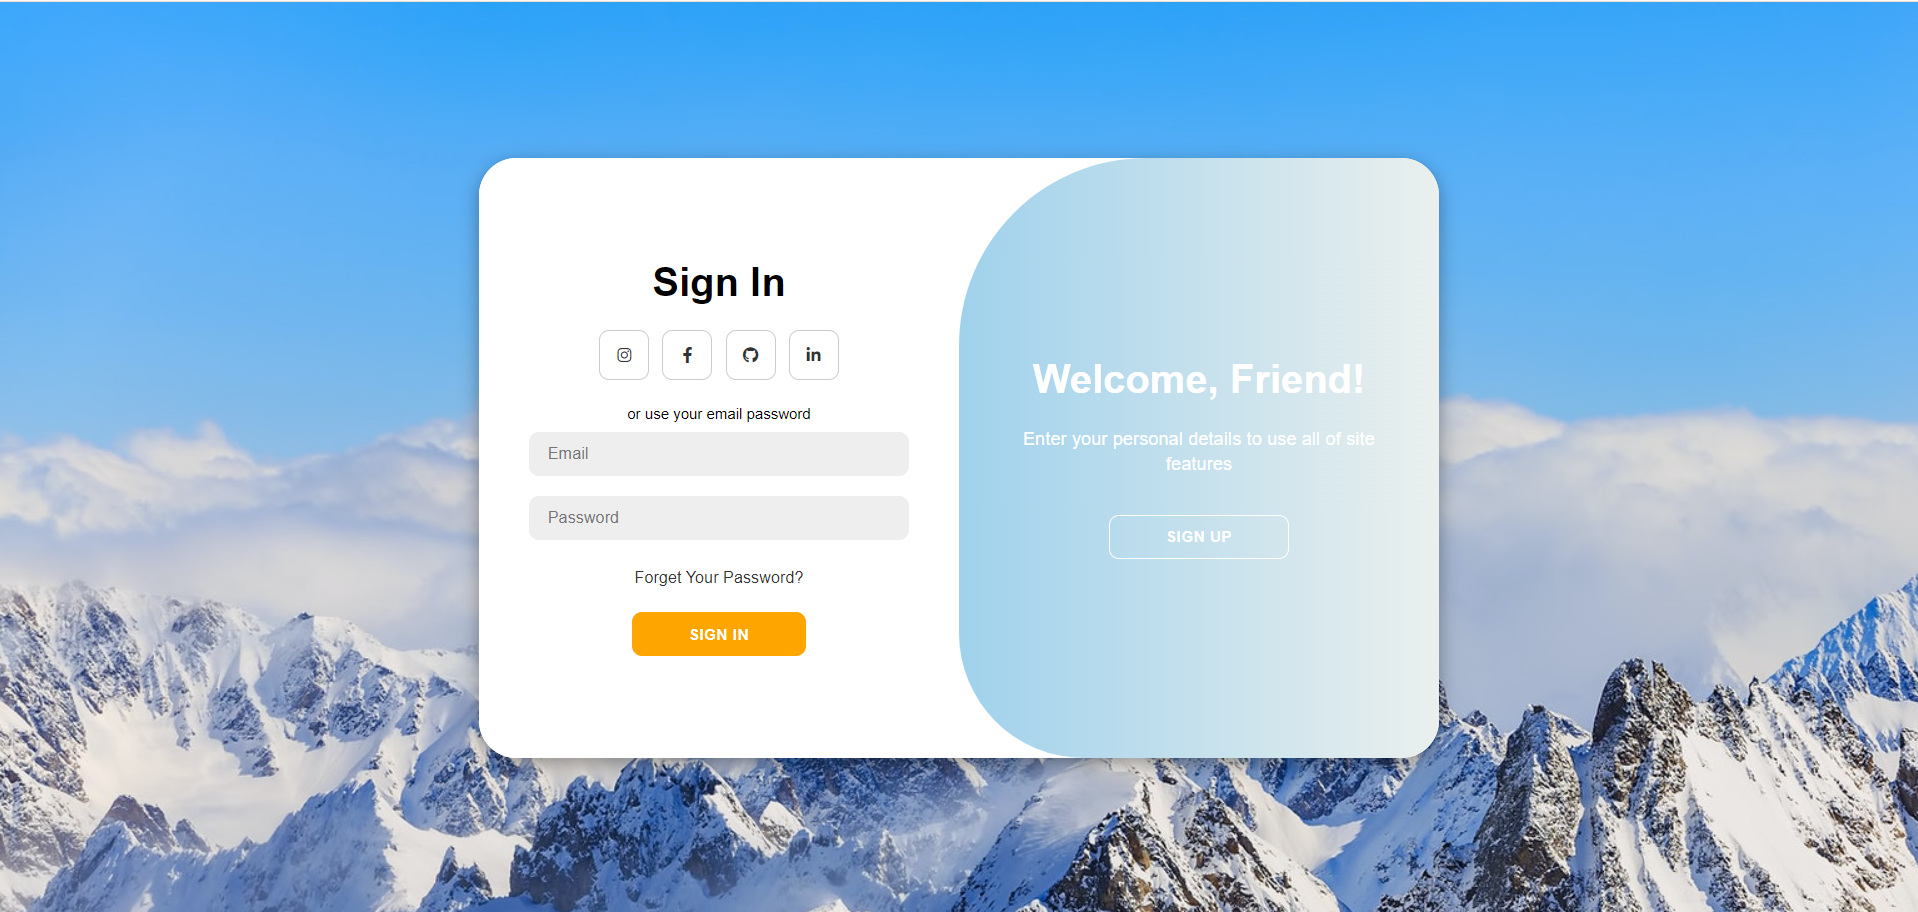 Sign In
or use your email password
Email
Password
Forget Your Password?
SIGN IN
Welcome, Friend!
Enter your personal details to use all of site
features
SIGN UP